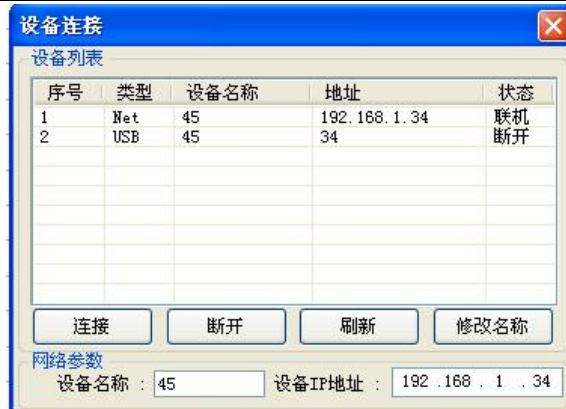 设备连接
设备列表
序号 类型 设备名称 地址 状态
1 Net 45 192.168.1.34 联机
2 USB 45 34 断开
连接 断开 刷新 修改名称
网络参数
设备名称 : 45 设备IP地址 : 192 .168 . 1 . 34